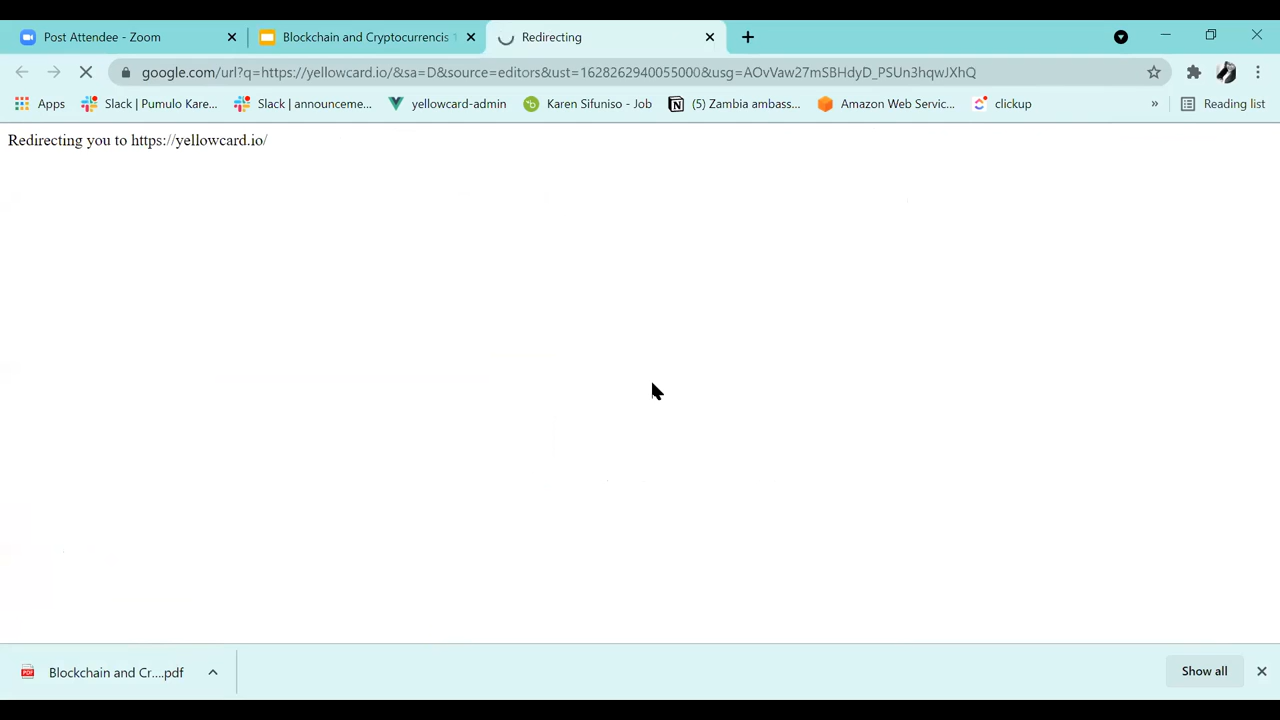 Post Attendee - Zoom
Blockchain and Cryptocurrencis
Redirecting
google.com/url?q=https://yellowcard.io/&sa=D&source=editors&ust=1628262940055000&usg=AOvVaw27mSBHdyD_PSUn3hqwJXhQ
Apps
Slack | Pumulo Kare...
Slack | announceme...
yellowcard-admin
Karen Sifuniso - Job
(5) Zambia ambass...
Amazon Web Servic...
clickup
»
Reading list
Redirecting you to https://yellowcard.io/
Blockchain and Cr....pdf
Show all